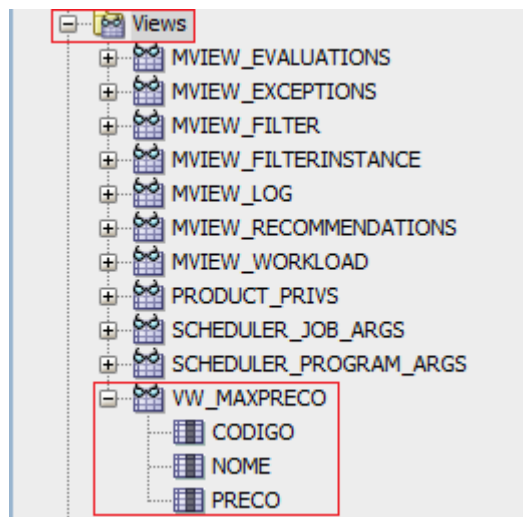 Views
MVIEW_EVALUATIONS
MVIEW_EXCEPTIONS
MVIEW_FILTER
MVIEW_FILTERINSTANCE
MVIEW_LOG
MVIEW_RECOMMENDATIONS
MVIEW_WORKLOAD
PRODUCT_PRIVS
SCHEDULER_JOB_ARGS
SCHEDULER_PROGRAM_ARGS
VW_MAXPRECO
CODIGO
NOME
PRECO